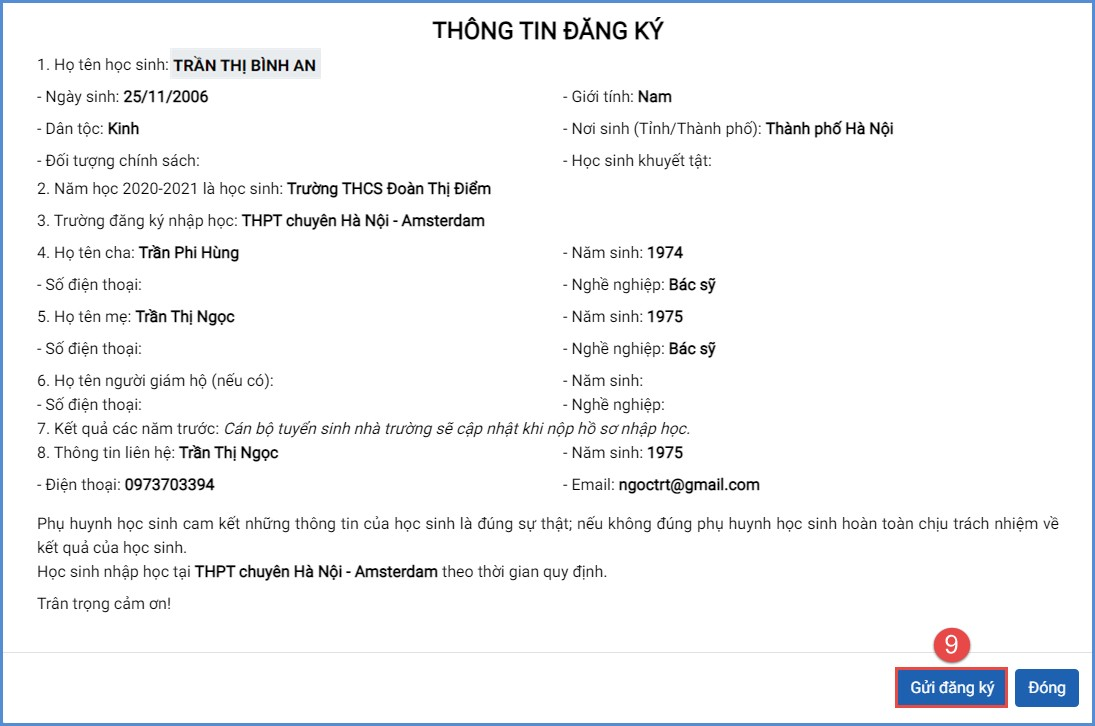 THÔNG TIN ĐĂNG KÝ
1. Họ tên học sinh: TRẦN THỊ BÌNH AN
- Ngày sinh: 25/11/2006 - Giới tính: Nam
- Dân tộc: Kinh - Nơi sinh (Tỉnh/Thành phố): Thành phố Hà Nội
- Đối tượng chính sách: - Học sinh khuyết tật:
2. Năm học 2020-2021 là học sinh: Trường THCS Đoàn Thị Điểm
3. Trường đăng ký nhập học: THPT chuyên Hà Nội - Amsterdam
4. Họ tên cha: Trần Phi Hùng - Năm sinh: 1974
- Số điện thoại: - Nghề nghiệp: Bác sỹ
5. Họ tên mẹ: Trần Thị Ngọc - Năm sinh: 1975
- Số điện thoại: - Nghề nghiệp: Bác sỹ
6. Họ tên người giám hộ (nếu có): - Năm sinh:
- Số điện thoại: - Nghề nghiệp:
7. Kết quả các năm trước: Cán bộ tuyển sinh nhà trường sẽ cập nhật khi nộp hồ sơ nhập học.
8. Thông tin liên hệ: Trần Thị Ngọc - Năm sinh: 1975
- Điện thoại: 0973703394 - Email: ngoctrt@gmail.com
Phụ huynh học sinh cam kết những thông tin của học sinh là đúng sự thật; nếu không đúng phụ huynh học sinh hoàn toàn chịu trách nhiệm về
kết quả của học sinh.
Học sinh nhập học tại THPT chuyên Hà Nội - Amsterdam theo thời gian quy định.
Trân trọng cảm ơn!
9
Gửi đăng ký Đóng